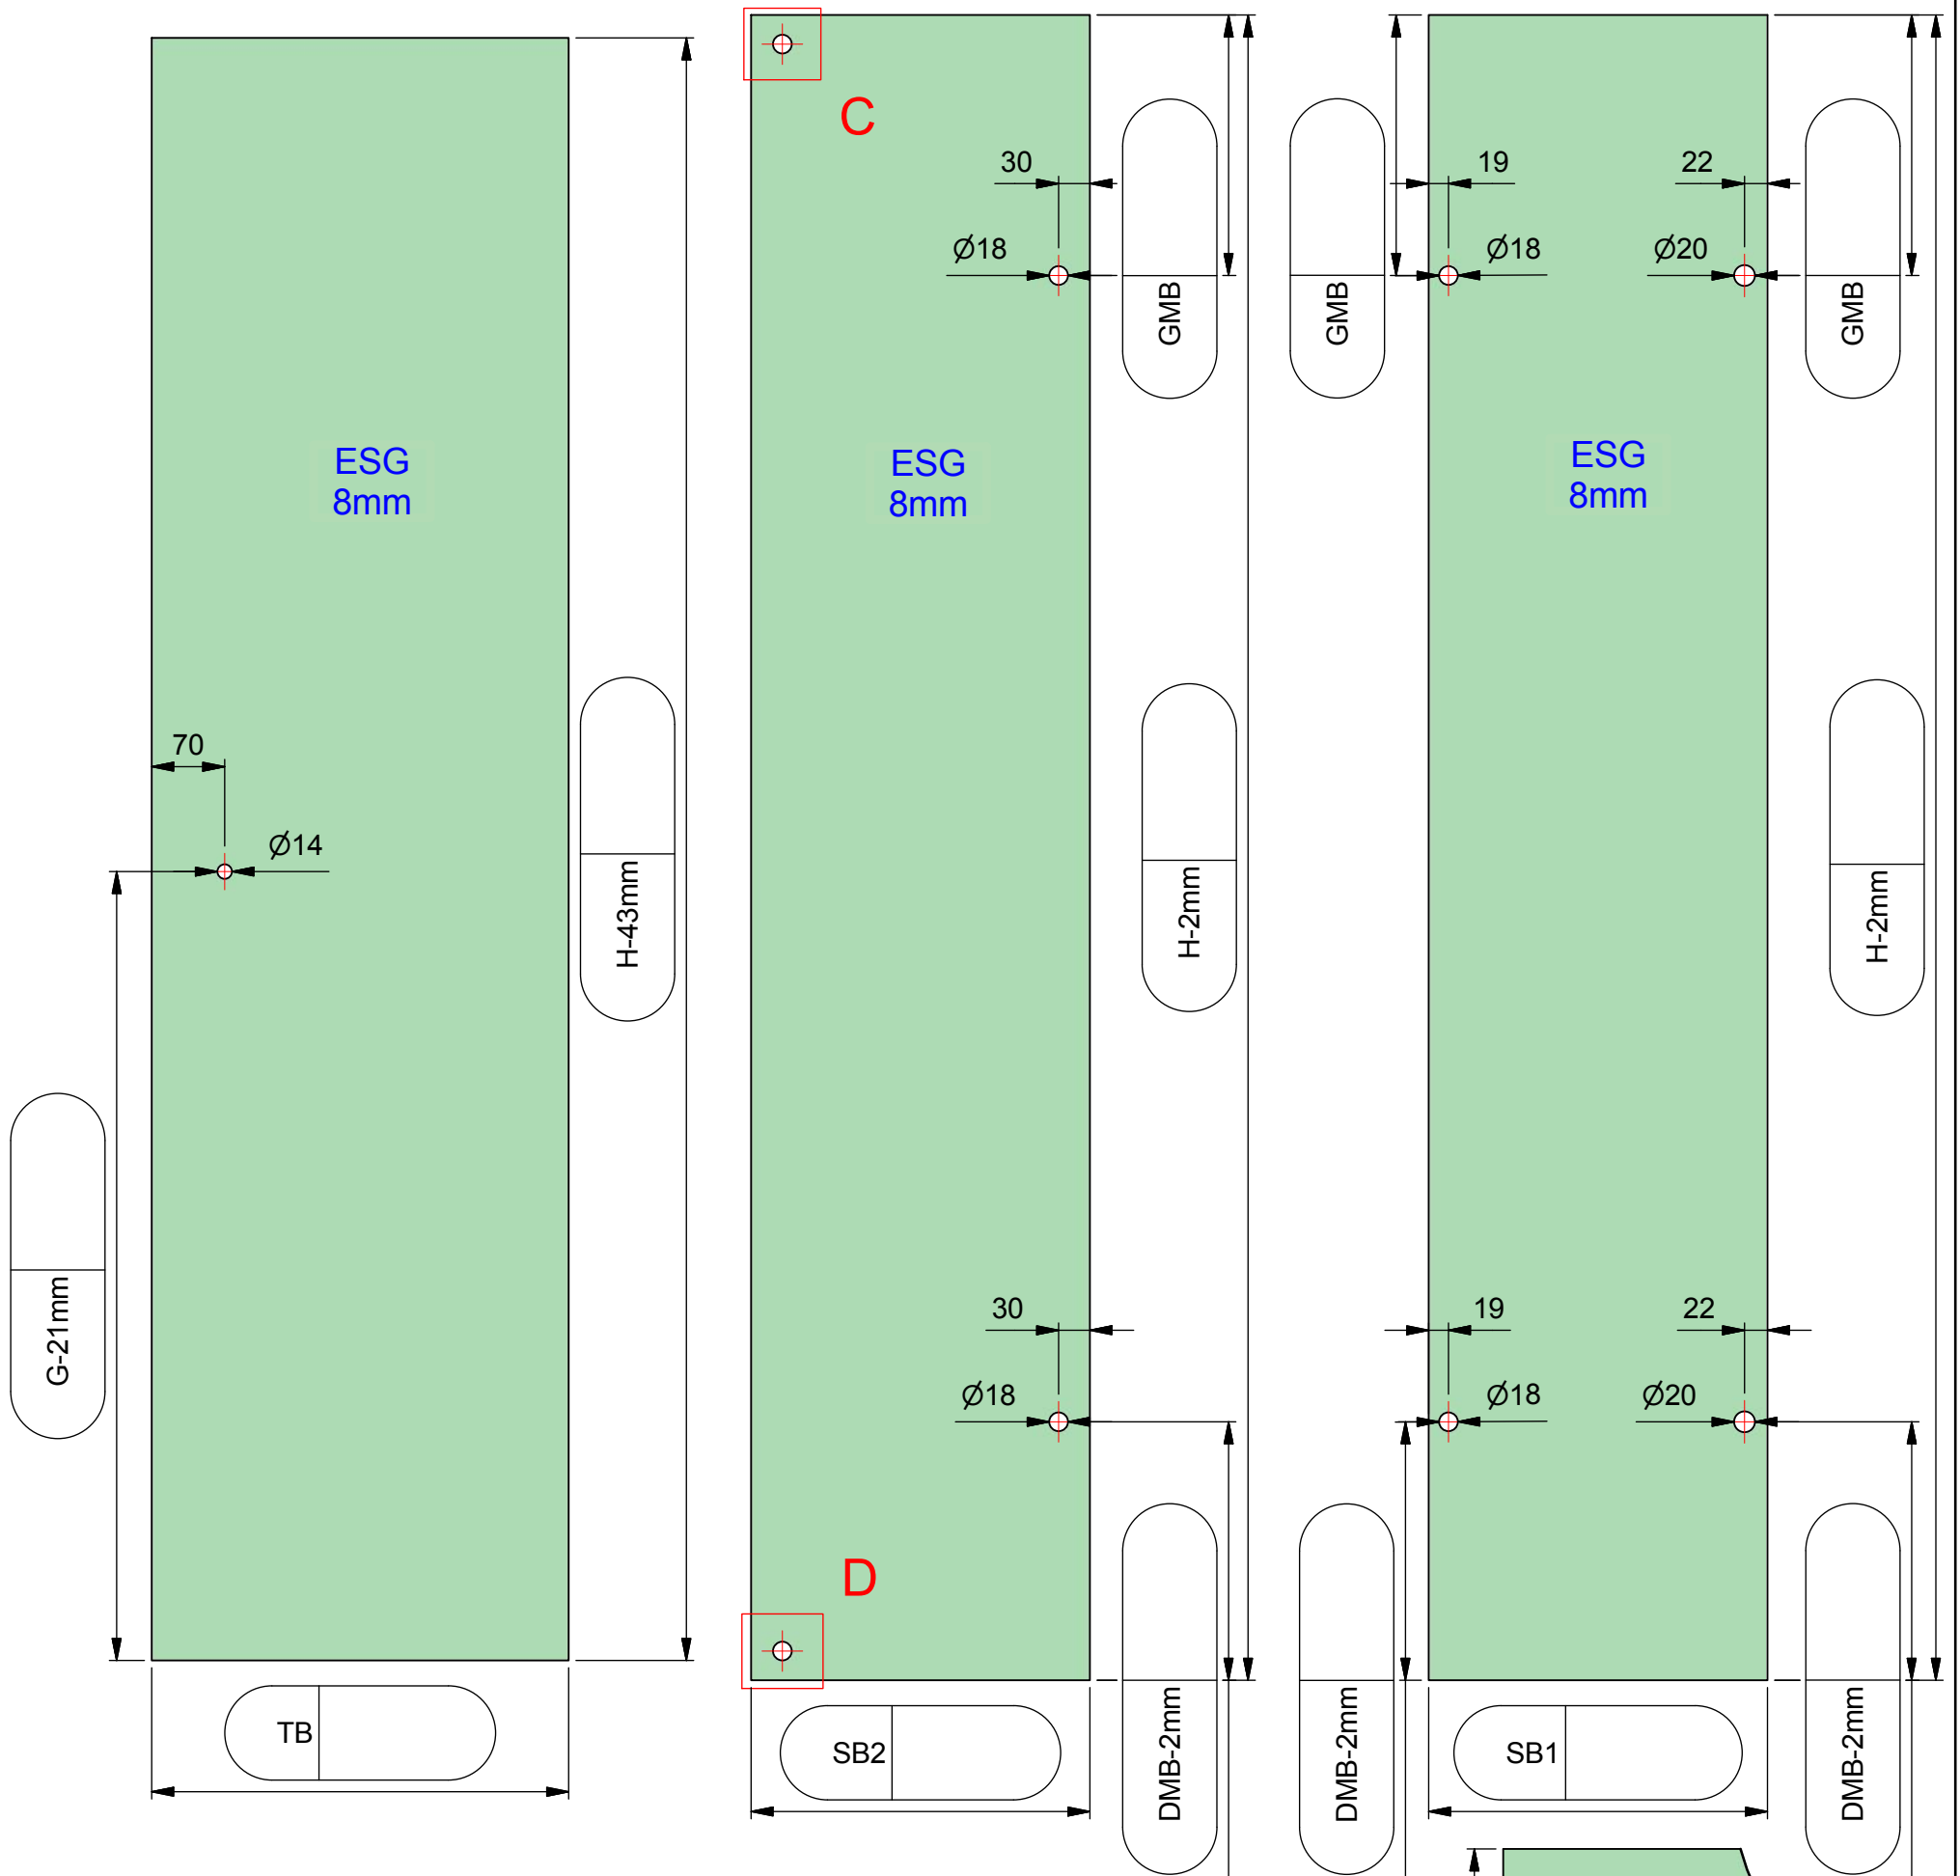 C
30
19
22
Ø18
Ø18
Ø20
GMB
GMB
GMB
ESG
8mm
ESG
8mm
ESG
8mm
70
Ø14
H-43mm
H-2mm
H-2mm
G-21mm
30
19
22
Ø18
Ø18
Ø20
D
TB
SB2
SB1
DMB-2mm
DMB-2mm
DMB-2mm